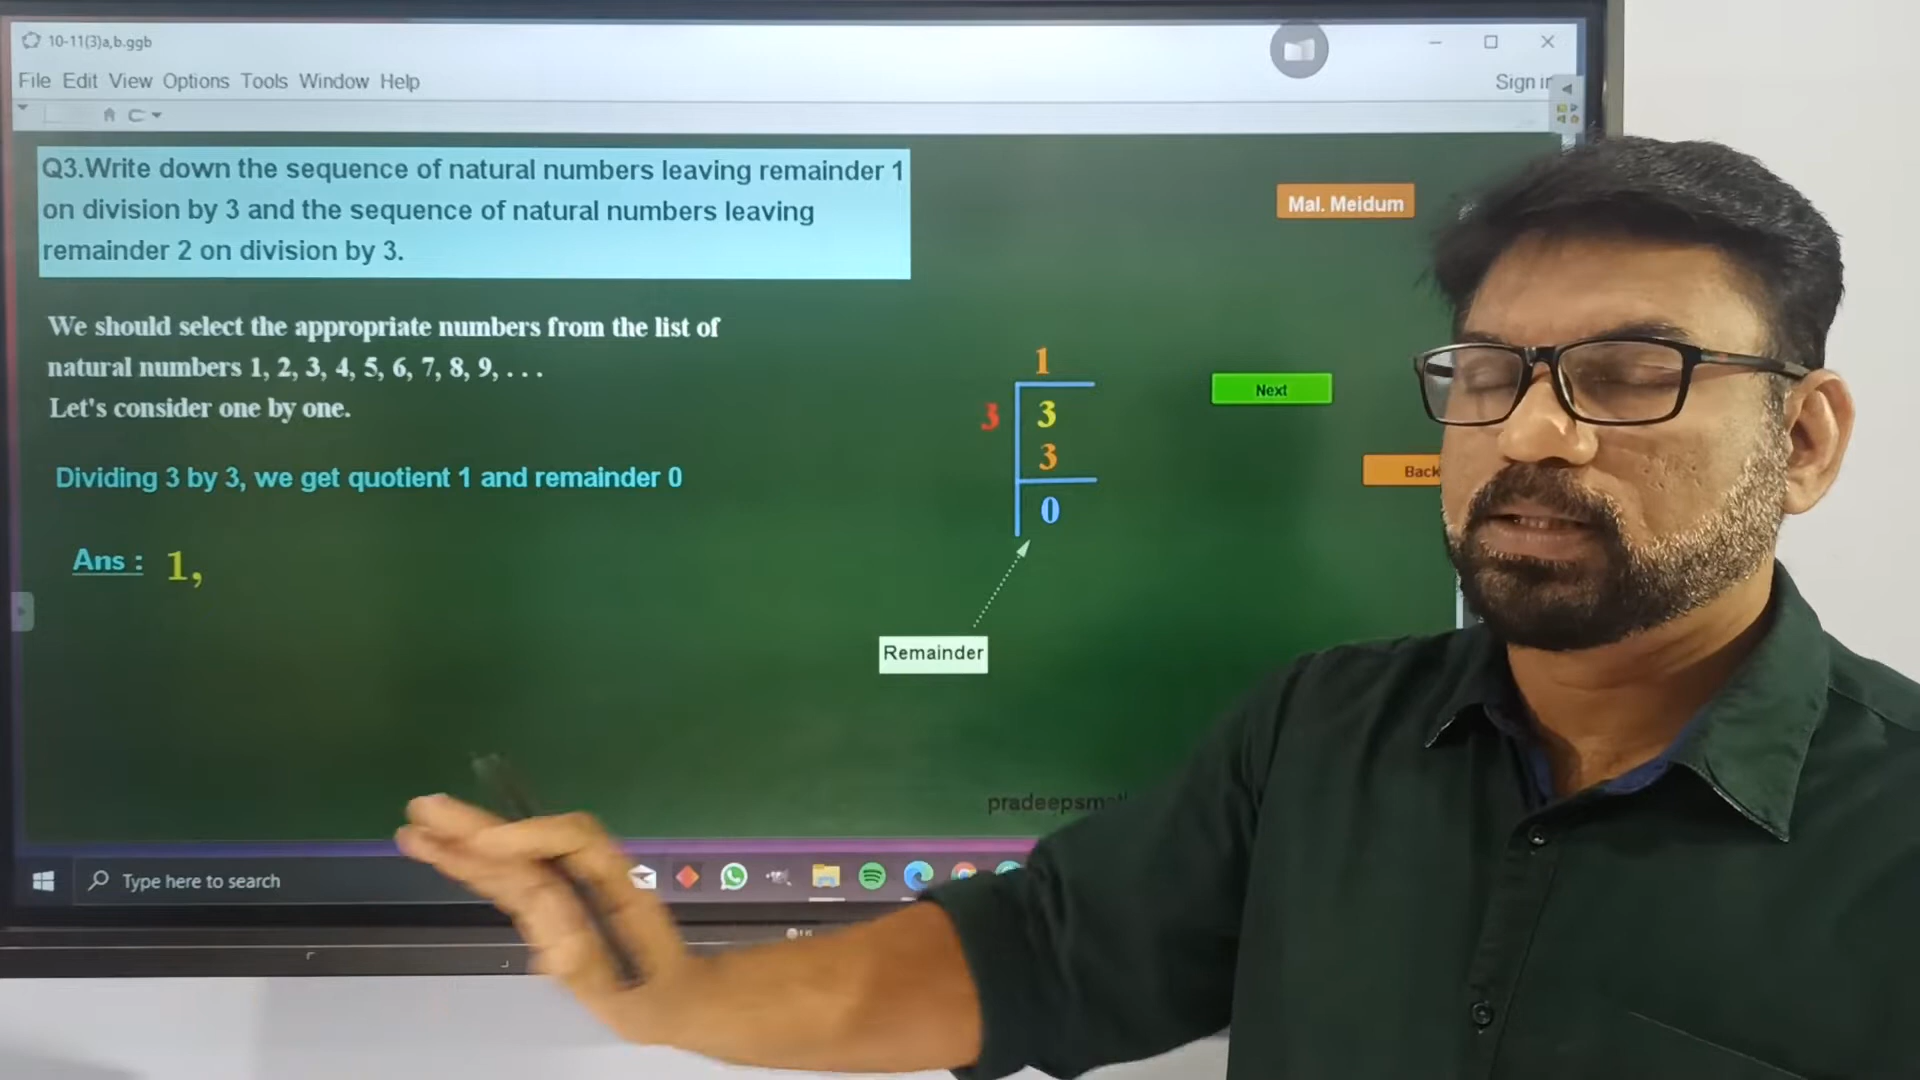 10-11(3)a,b.ggb
File Edit View Options Tools Window Help
Sign in
Q3.Write down the sequence of natural numbers leaving remainder 1
on division by 3 and the sequence of natural numbers leaving
remainder 2 on division by 3.
Mal. Meidum
We should select the appropriate numbers from the list of
natural numbers 1, 2, 3, 4, 5, 6, 7, 8, 9, . . .
Let's consider one by one.
1
3 3
3
0
Next
Back
Dividing 3 by 3, we get quotient 1 and remainder 0
Ans : 1,
Remainder
Type here to search
LG